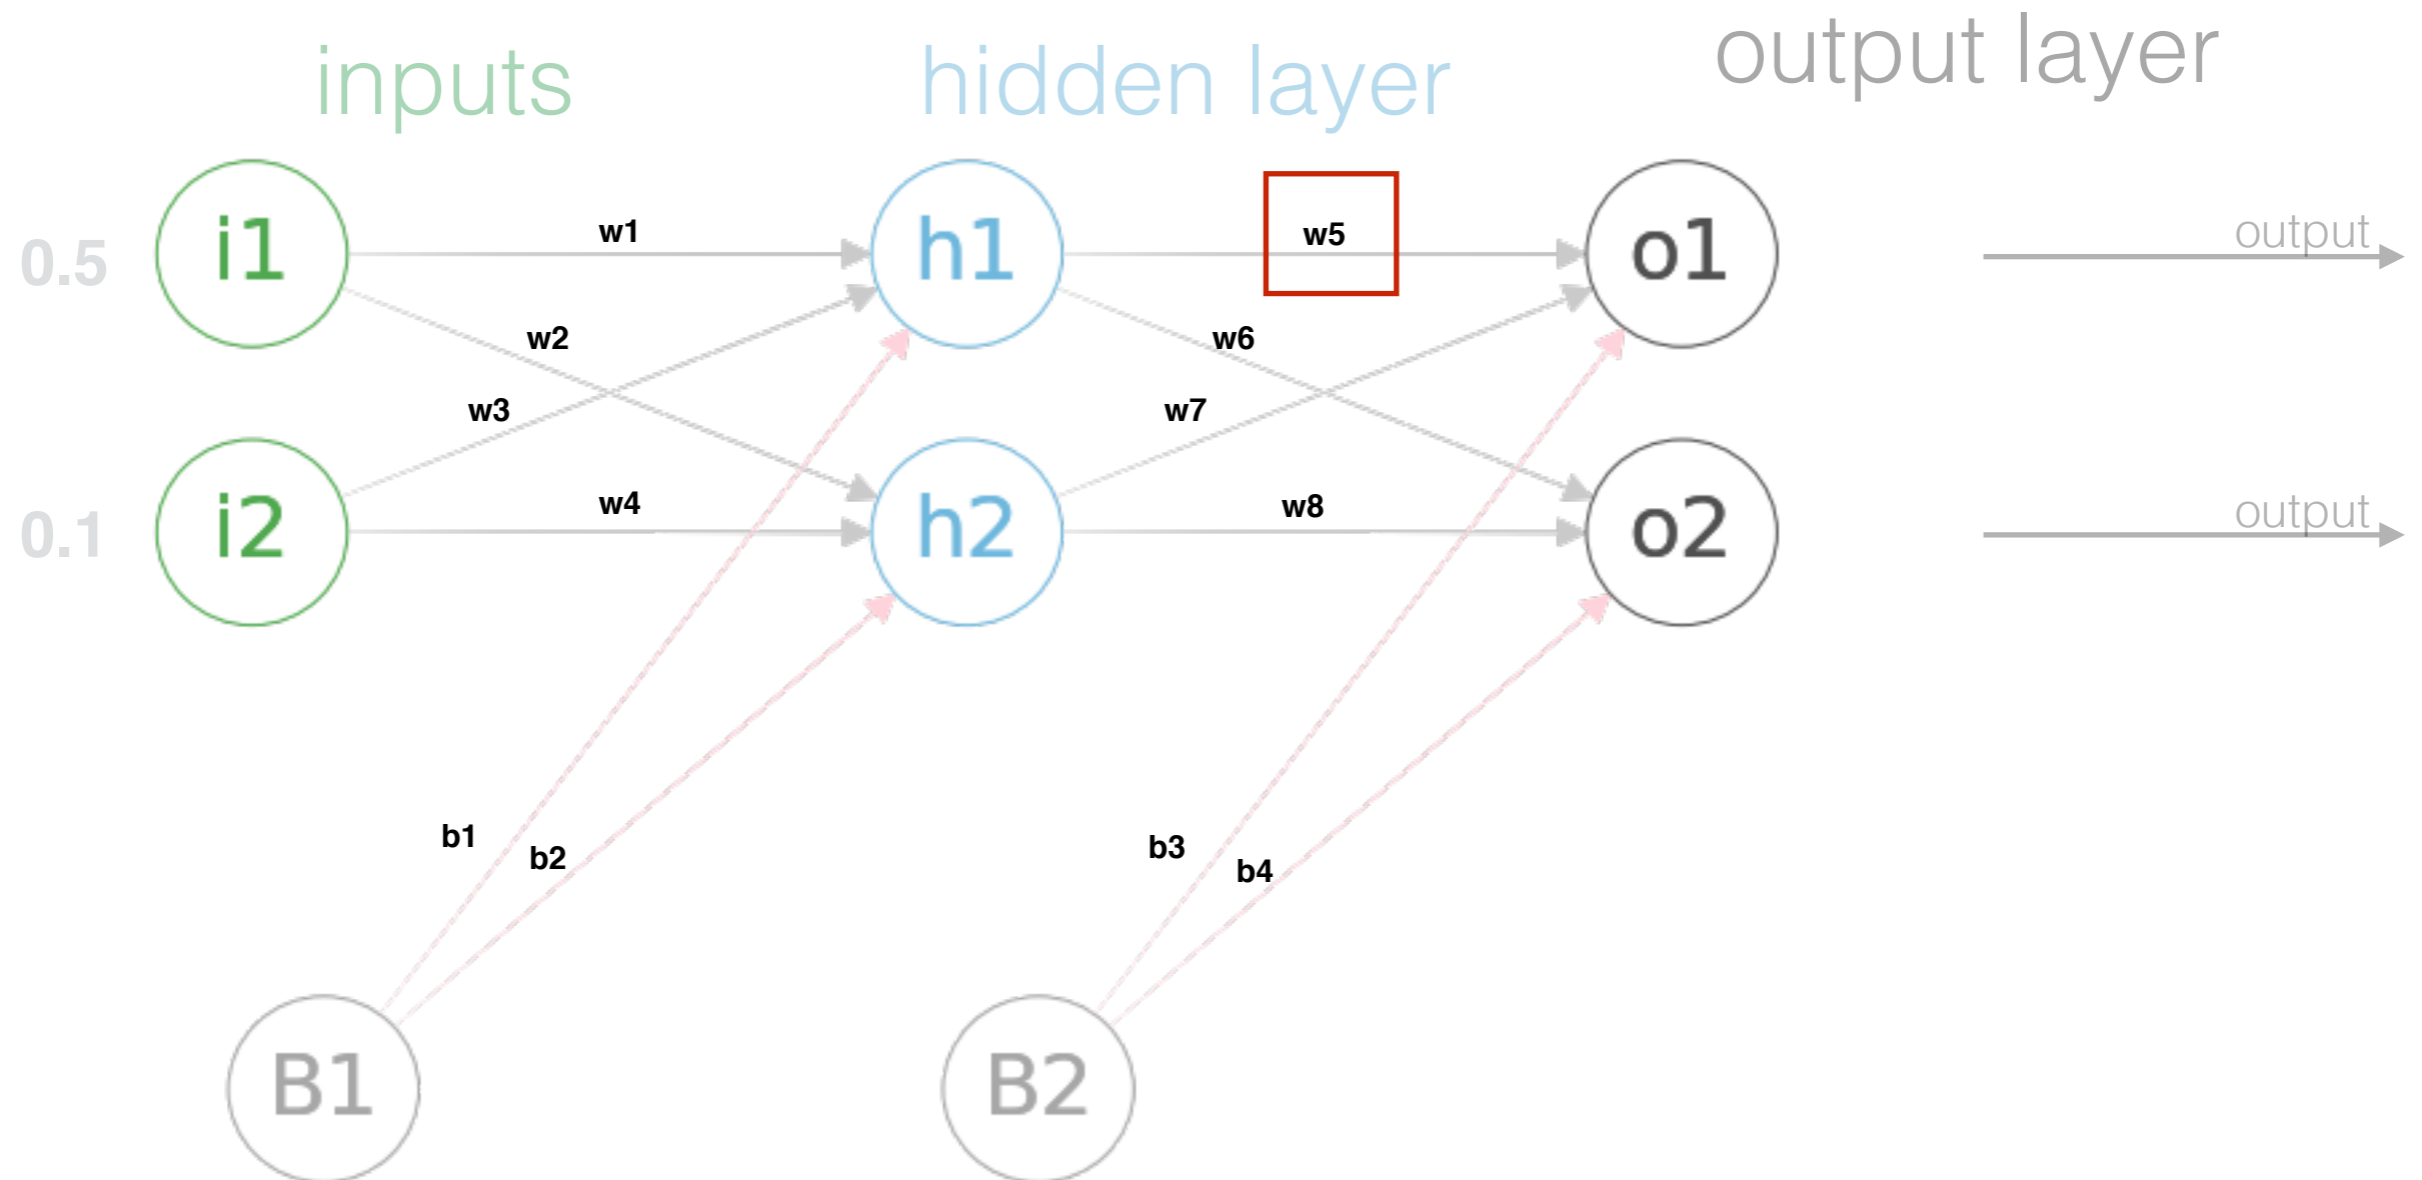 inputs
hidden layer
output layer
0.5
i1
w1
h1
w5
o1
output
w2
w6
w3
w7
0.1
i2
w4
h2
w8
o2
output
b1
b2
b3
b4
B1
B2